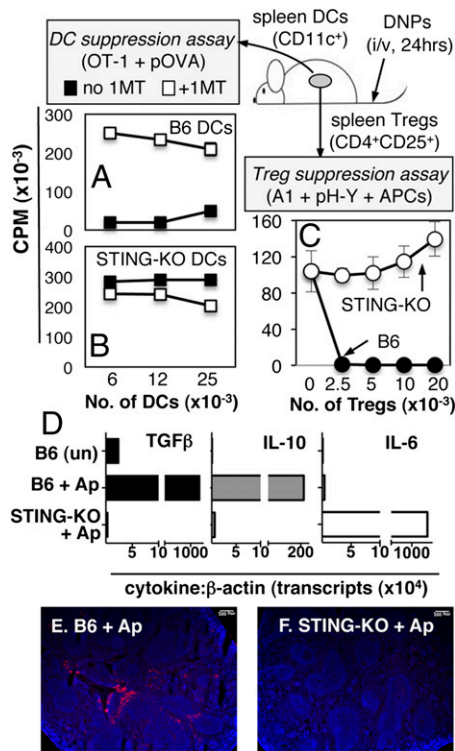 spleen DCs
(CD11c⁺)
DNPs
(i/v, 24hrs)
DC suppression assay
(OT-1 + pOVA)
■ no 1MT □ +1MT
spleen Tregs
(CD4⁺CD25⁺)
Treg suppression assay
(A1 + pH-Y + APCs)
CPM (x10⁻³)
B6 DCs
A
200
100
0
STING-KO DCs
B
400
300
200
100
0
6 12 25
No. of DCs (x10⁻³)
C
160
120
80
40
0
STING-KO
B6
0 2.5 5 10 20
No. of Tregs (x10⁻³)
D
TGFβ IL-10 IL-6
B6 (un)
B6 + Ap
STING-KO
+ Ap
5 10 1000 5 10 200 5 10 1000
cytokine:β-actin (transcripts (x10⁴)
E. B6 + Ap
F. STING-KO + Ap